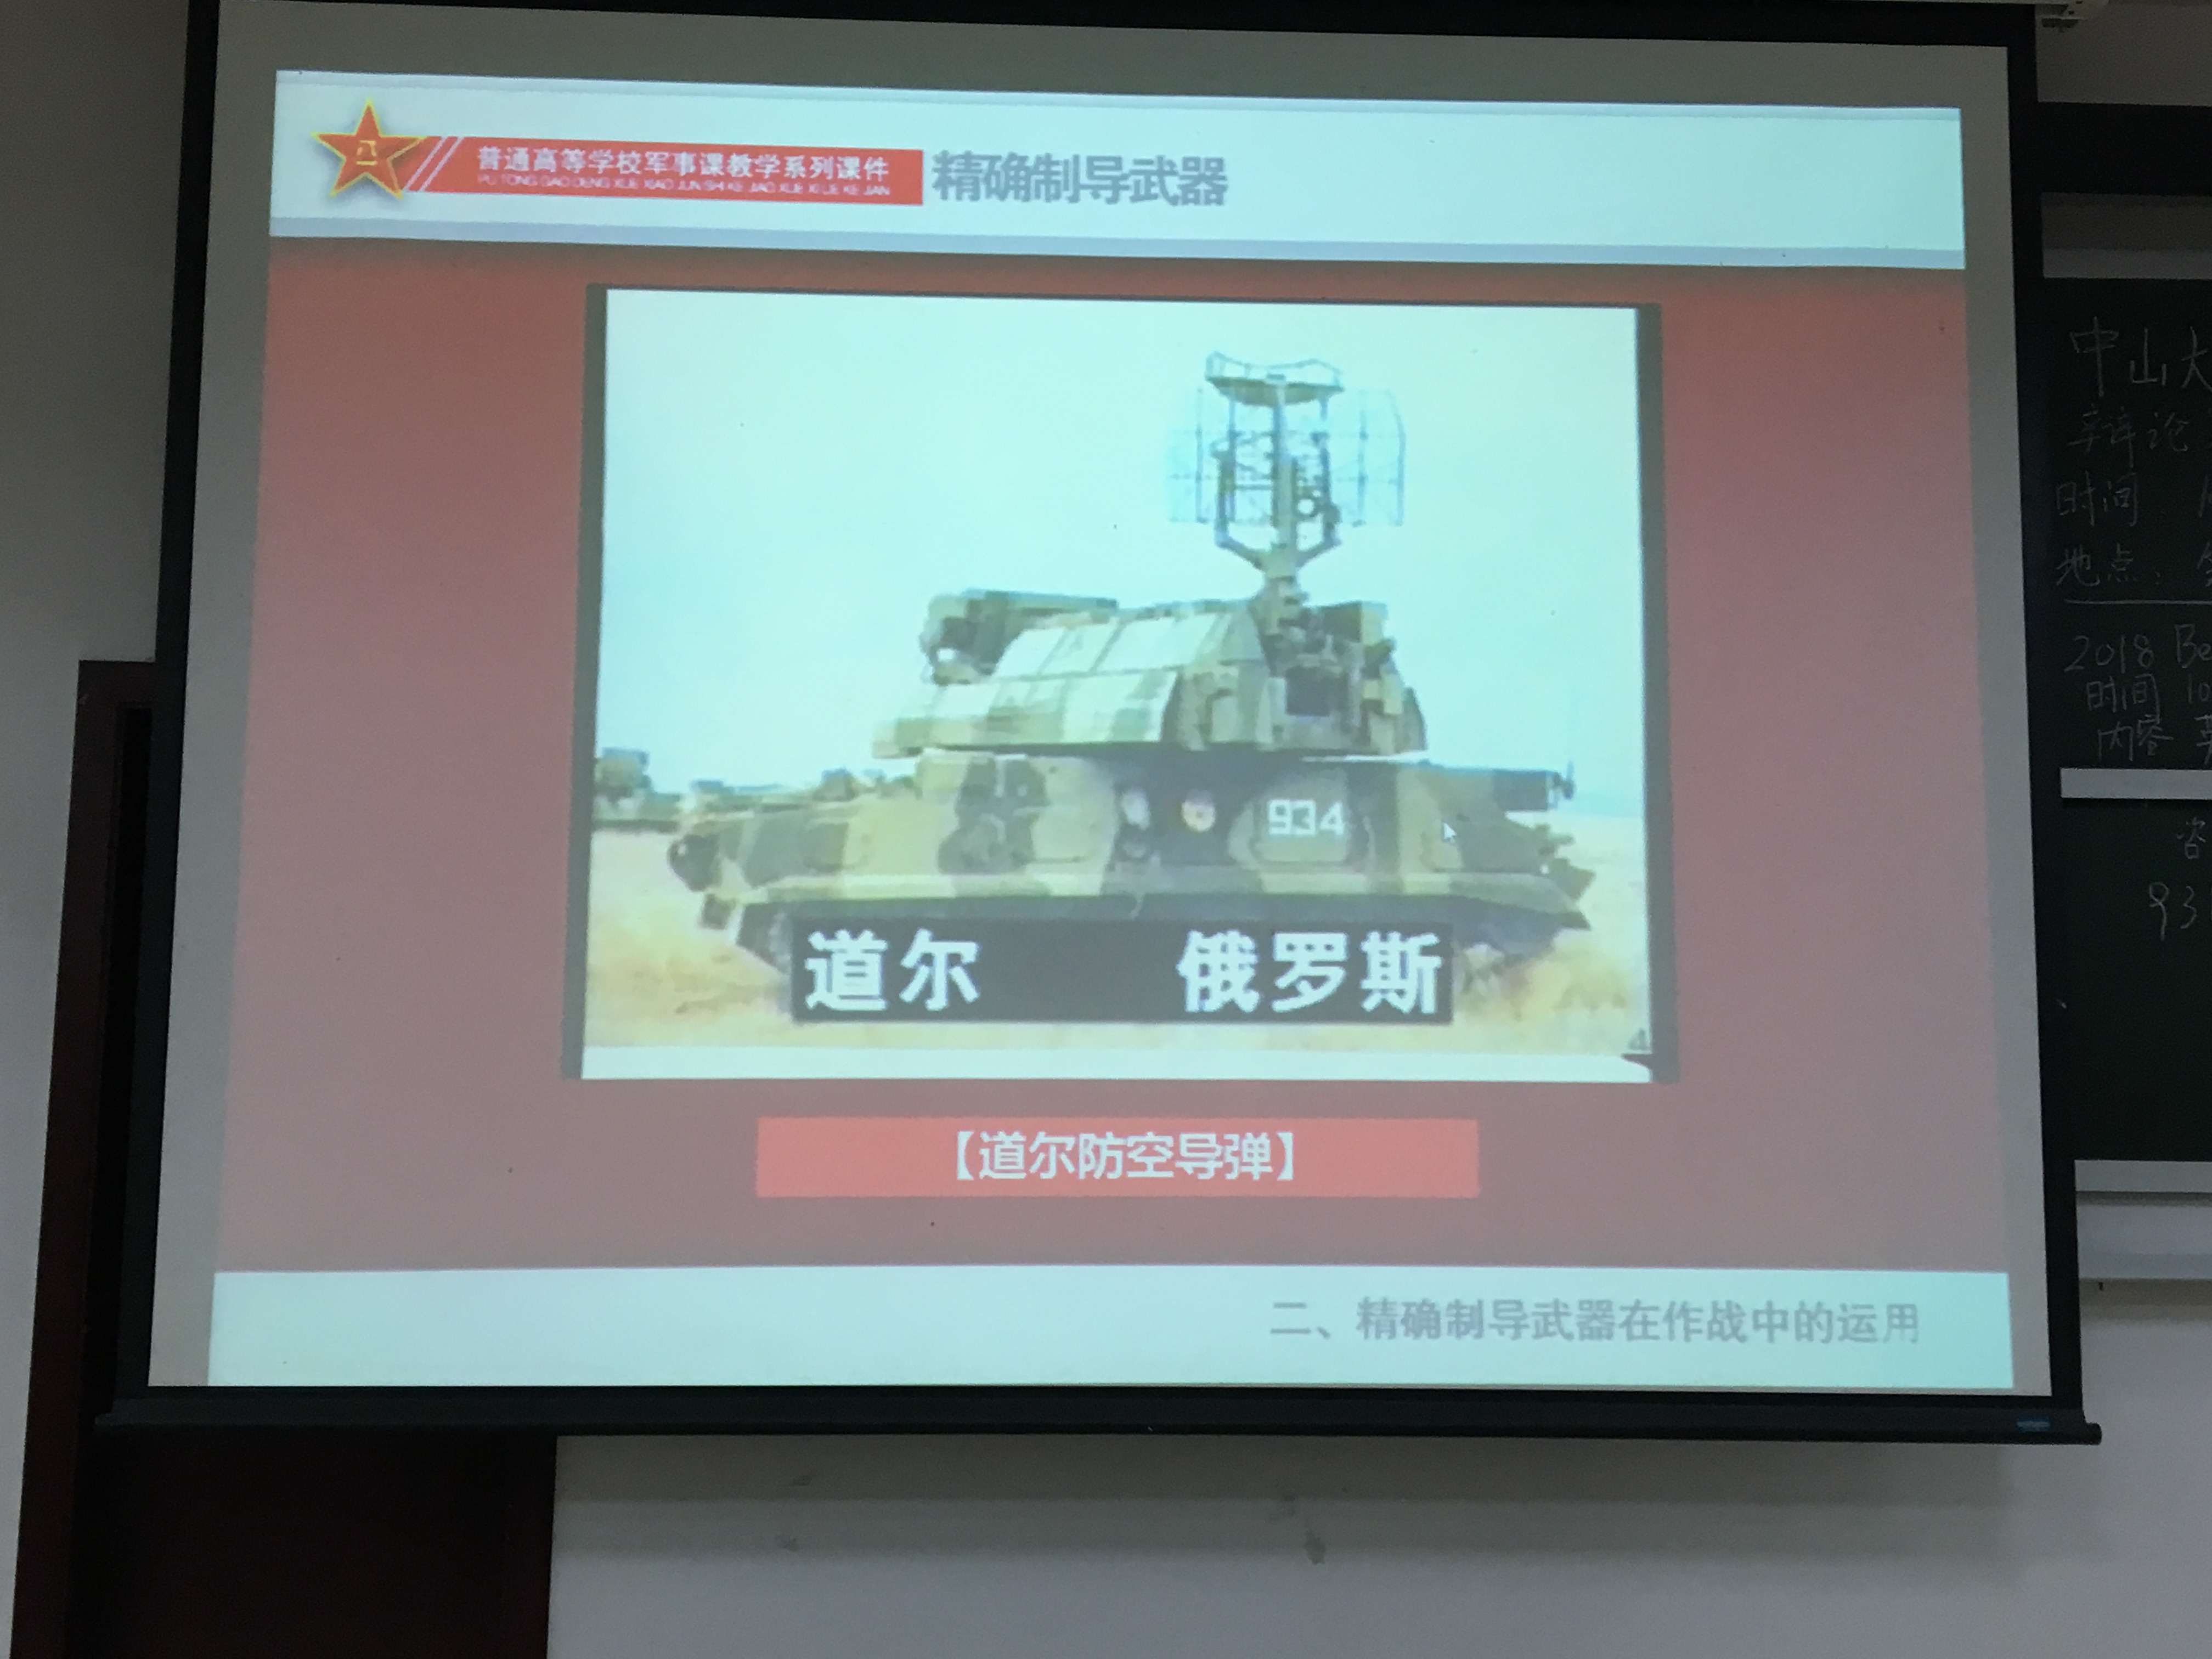 八一
普通高等学校军事课教学系列课件
PU TONG GAO DENG XUE XIAO JUN SHI KE JIAO XUE XI LIE KE JIAN
精确制导武器
934
道尔 俄罗斯
4
【道尔防空导弹】
二、精确制导武器在作战中的运用
中山大
辩论
时间
地点：
2018 Be
时间 10
内容
咨
93